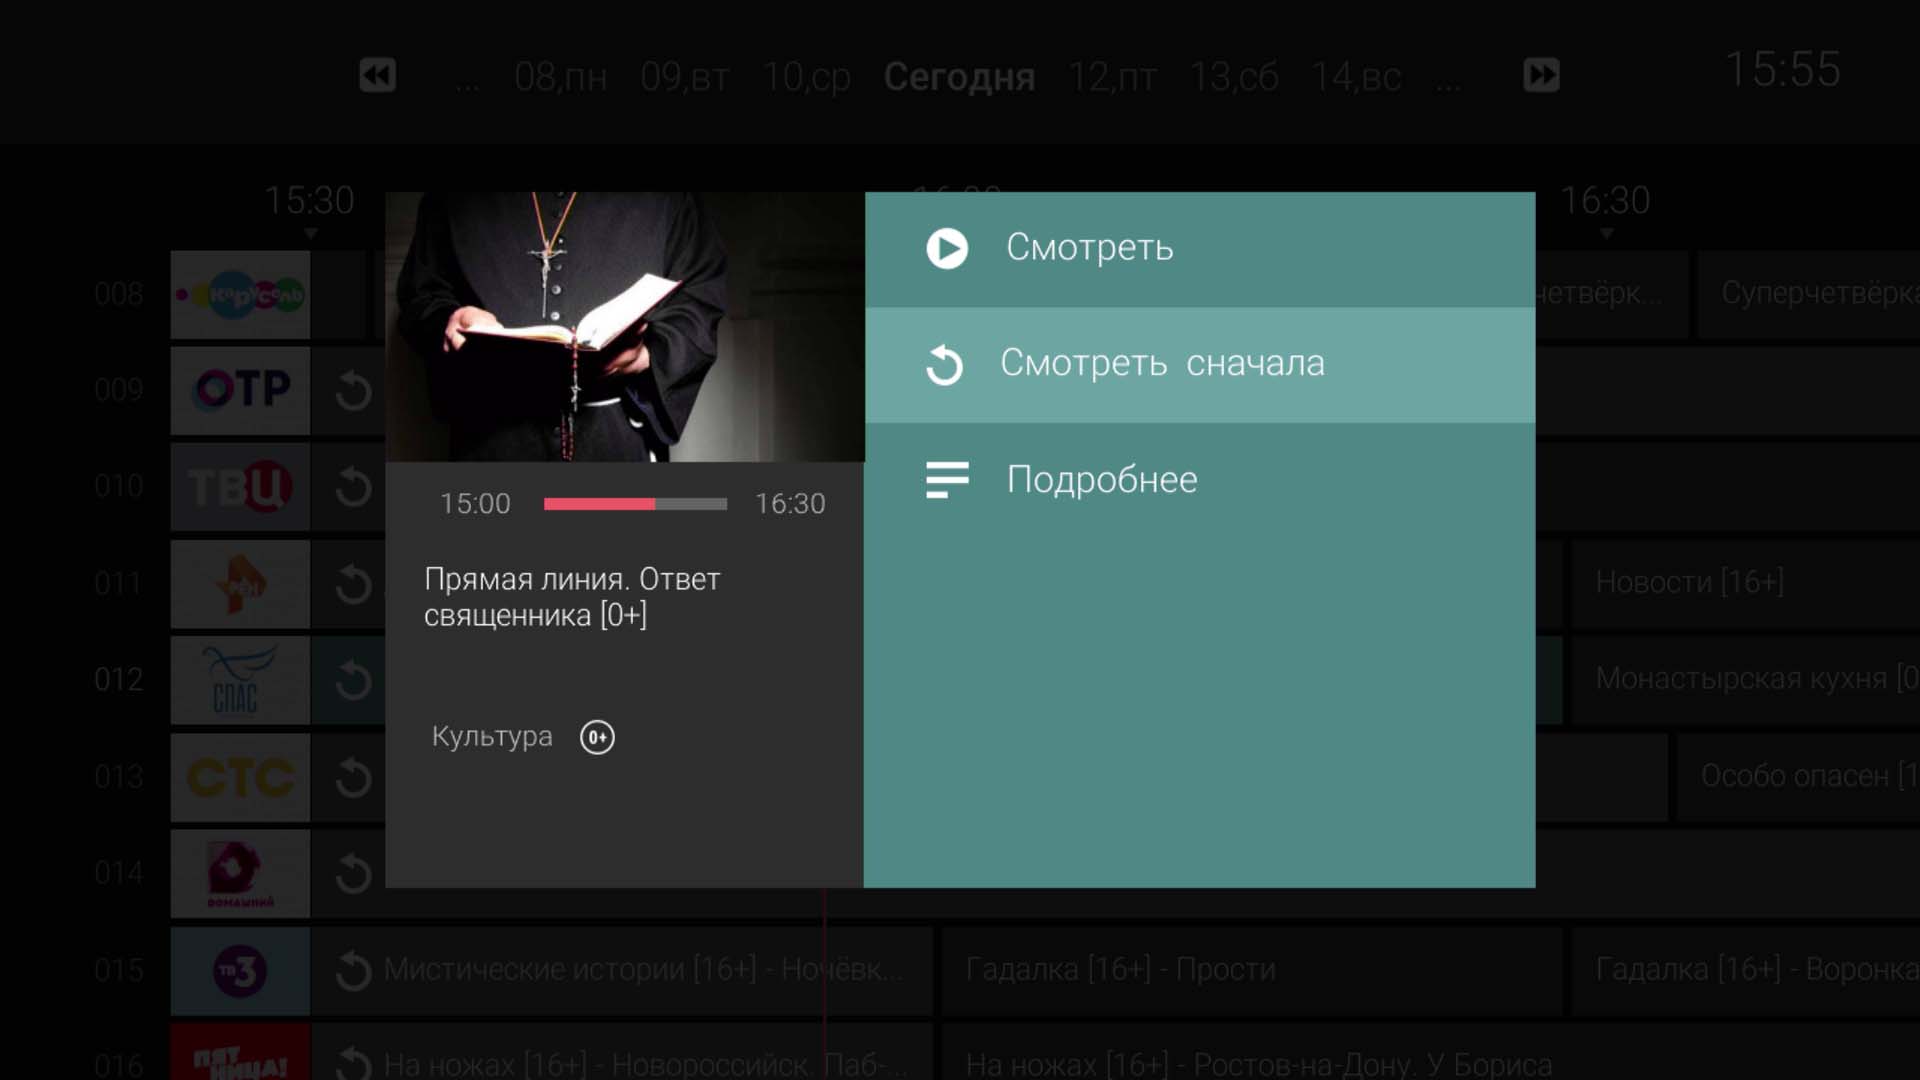 ... 08,пн 09,вт 10,ср Сегодня 12,пт 13,сб 14,вс ... 15:55
15:30 16:30
Смотреть
Смотреть сначала
Подробнее
15:00 16:30
Прямая линия. Ответ
священника [0+]
Культура 0+
008 Карусель четвёрк... Суперчетвёрка
009 ОТР
010 ТВЦ
011 РЕН Новости [16+]
012 СПАС Монастырская кухня [0
013 СТС Особо опасен [1
014 ДОМАШНИЙ
015 ТВ3 Мистические истории [16+] - Ночёвк... Гадалка [16+] - Прости Гадалка [16+] - Воронка
016 ПЯТНИЦА! На ножах [16+] - Новороссийск. Паб-... На ножах [16+] - Ростов-на-Дону. У Бориса